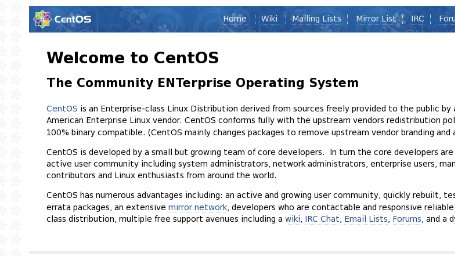 CentOS
Home Wiki Mailing Lists Mirror List IRC
Welcome to CentOS
The Community ENTerprise Operating System
CentOS is an Enterprise-class Linux Distribution derived from sources freely provided to the public by a
American Enterprise Linux vendor. CentOS conforms fully with the upstream vendors redistribution
100% binary compatible. (CentOS mainly changes packages to remove upstream vendor branding and
CentOS is developed by a small but growing team of core developers. In turn the core developers are
active user community including system administrators, network administrators, enterprise users,
contributors and Linux enthusiasts from around the world.
CentOS has numerous advantages including: an active and growing user community, quickly rebuilt,
errata packages, an extensive mirror network, developers who are contactable and responsive reliable
class distribution, multiple free support avenues including a wiki, IRC Chat, Email Lists, Forums, and a